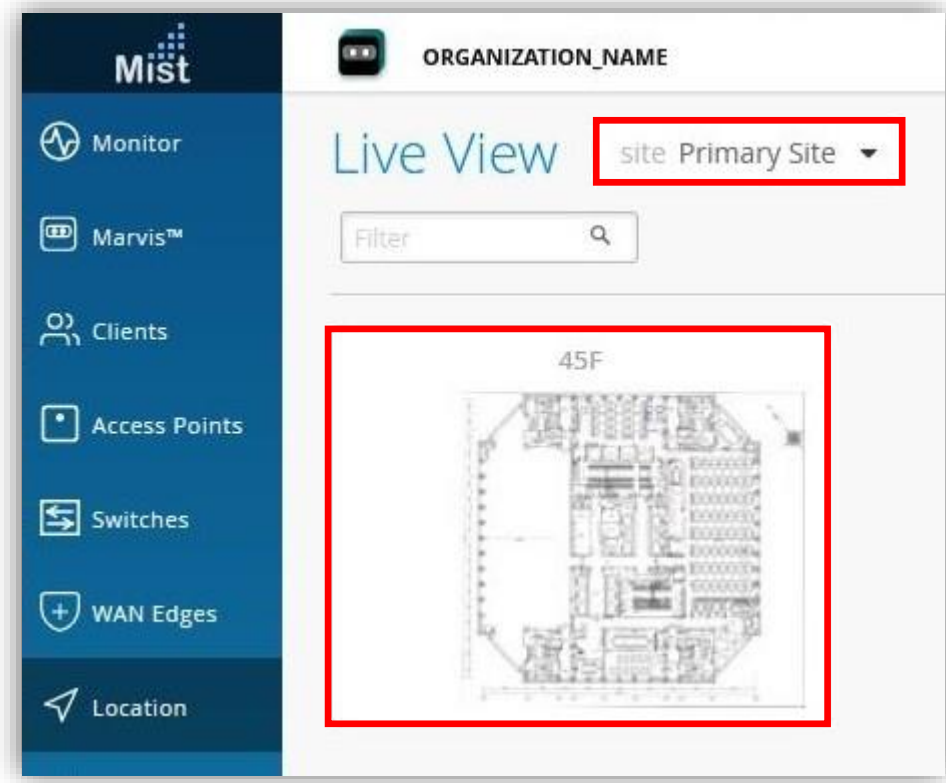 Mist
ORGANIZATION_NAME
Monitor
Live View site Primary Site
Marvis™
Filter
Clients
45F
Access Points
Switches
WAN Edges
Location